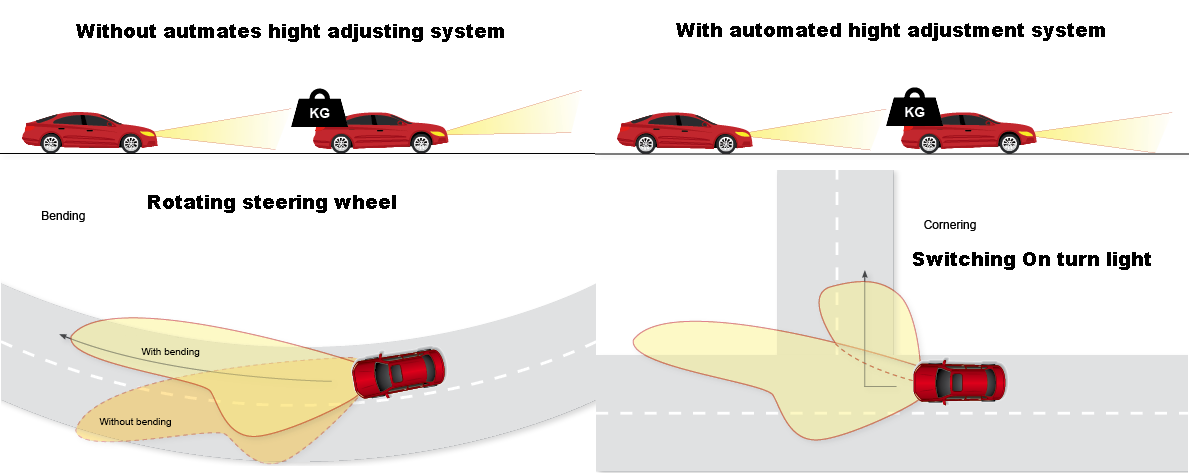 Without autmates hight adjusting system
With automated hight adjustment system
KG
KG
Bending
Rotating steering wheel
Cornering
Switching On turn light
With bending
Without bending